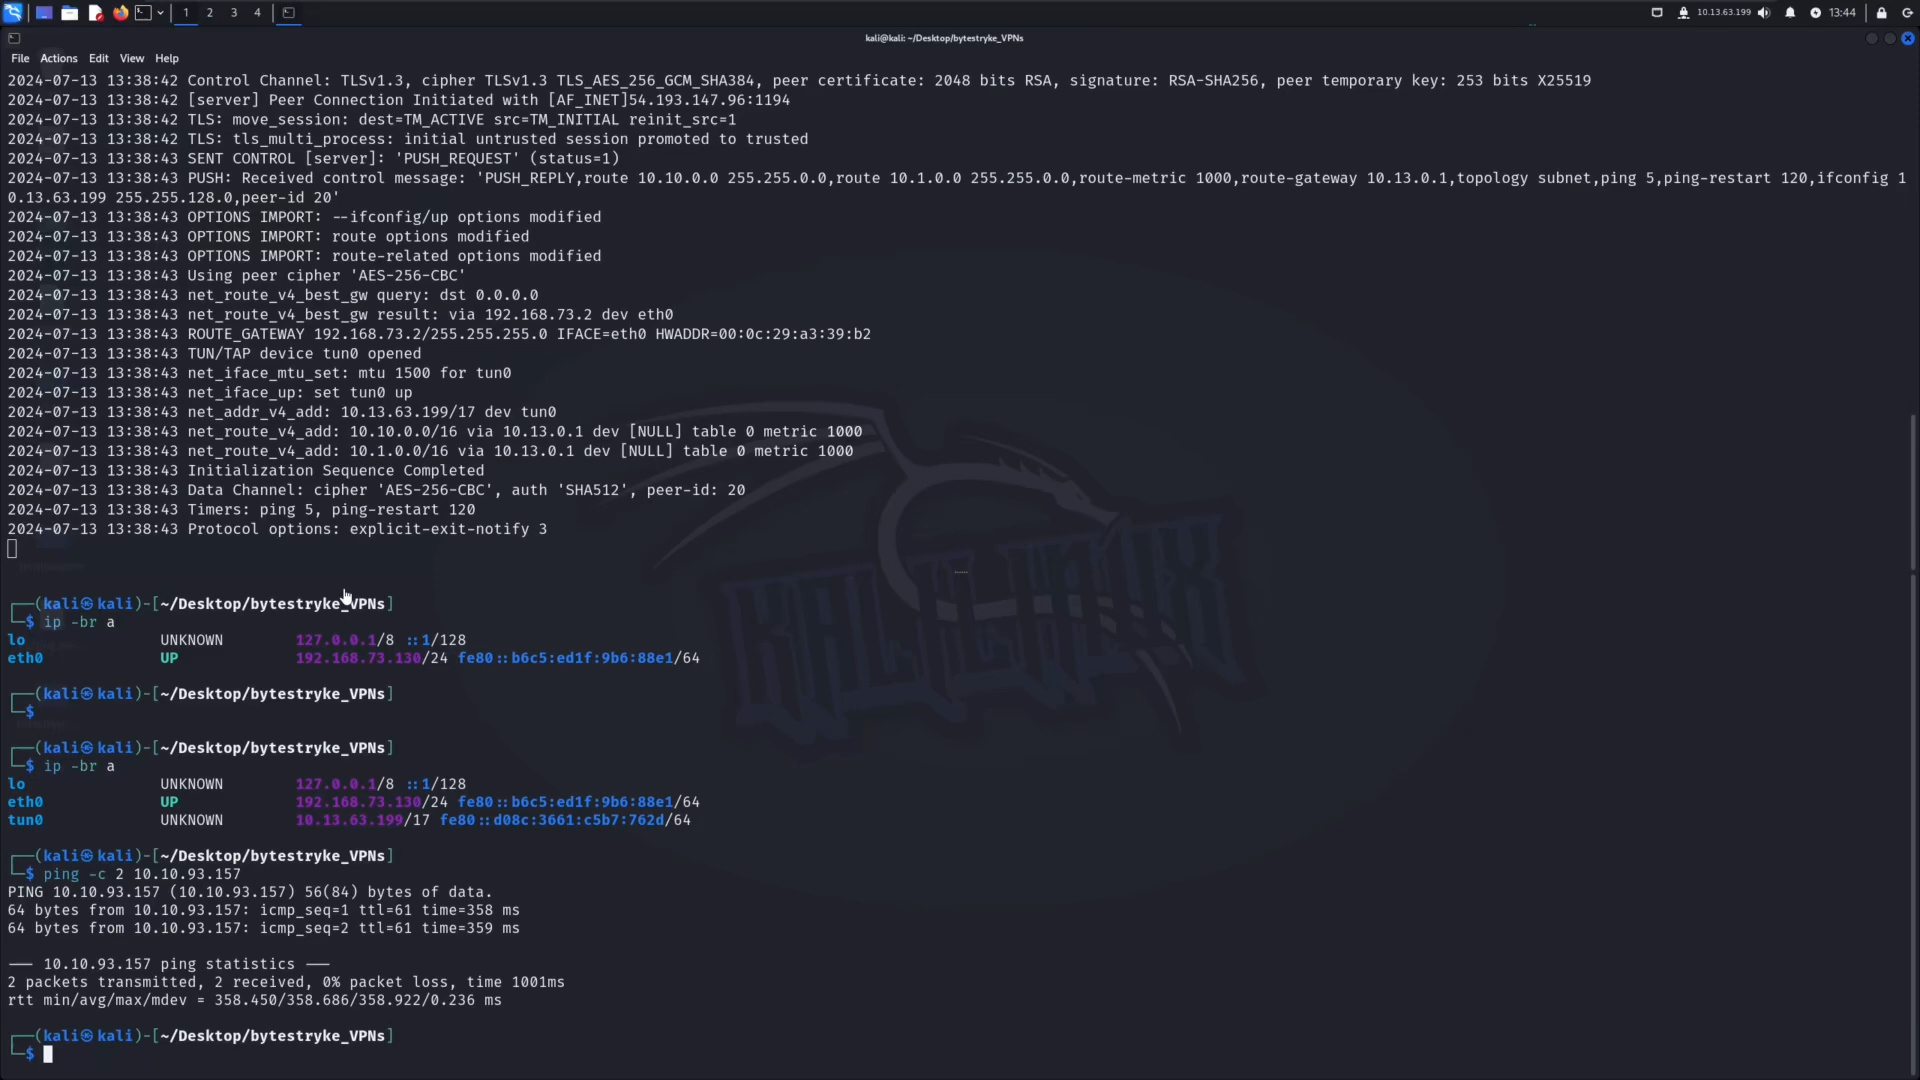 1 2 3 4 10.13.63.199 13:44
kali@kali: ~/Desktop/bytestryke_VPNs
File Actions Edit View Help
2024-07-13 13:38:42 Control Channel: TLSv1.3, cipher TLSv1.3 TLS_AES_256_GCM_SHA384, peer certificate: 2048 bits RSA, signature: RSA-SHA256, peer temporary key: 253 bits X25519
2024-07-13 13:38:42 [server] Peer Connection Initiated with [AF_INET]54.193.147.96:1194
2024-07-13 13:38:42 TLS: move_session: dest=TM_ACTIVE src=TM_INITIAL reinit_src=1
2024-07-13 13:38:42 TLS: tls_multi_process: initial untrusted session promoted to trusted
2024-07-13 13:38:43 SENT CONTROL [server]: 'PUSH_REQUEST' (status=1)
2024-07-13 13:38:43 PUSH: Received control message: 'PUSH_REPLY,route 10.10.0.0 255.255.0.0,route 10.1.0.0 255.255.0.0,route-metric 1000,route-gateway 10.13.0.1,topology subnet,ping 5,ping-restart 120,ifconfig 1
0.13.63.199 255.255.128.0,peer-id 20'
2024-07-13 13:38:43 OPTIONS IMPORT: --ifconfig/up options modified
2024-07-13 13:38:43 OPTIONS IMPORT: route options modified
2024-07-13 13:38:43 OPTIONS IMPORT: route-related options modified
2024-07-13 13:38:43 Using peer cipher 'AES-256-CBC'
2024-07-13 13:38:43 net_route_v4_best_gw query: dst 0.0.0.0
2024-07-13 13:38:43 net_route_v4_best_gw result: via 192.168.73.2 dev eth0
2024-07-13 13:38:43 ROUTE_GATEWAY 192.168.73.2/255.255.255.0 IFACE=eth0 HWADDR=00:0c:29:a3:39:b2
2024-07-13 13:38:43 TUN/TAP device tun0 opened
2024-07-13 13:38:43 net_iface_mtu_set: mtu 1500 for tun0
2024-07-13 13:38:43 net_iface_up: set tun0 up
2024-07-13 13:38:43 net_addr_v4_add: 10.13.63.199/17 dev tun0
2024-07-13 13:38:43 net_route_v4_add: 10.10.0.0/16 via 10.13.0.1 dev [NULL] table 0 metric 1000
2024-07-13 13:38:43 net_route_v4_add: 10.1.0.0/16 via 10.13.0.1 dev [NULL] table 0 metric 1000
2024-07-13 13:38:43 Initialization Sequence Completed
2024-07-13 13:38:43 Data Channel: cipher 'AES-256-CBC', auth 'SHA512', peer-id: 20
2024-07-13 13:38:43 Timers: ping 5, ping-restart 120
2024-07-13 13:38:43 Protocol options: explicit-exit-notify 3
KALI LINUX
┌──(kali㉿kali)-[~/Desktop/bytestryke_VPNs]
└─$ ip -br a
lo UNKNOWN 127.0.0.1/8 ::1/128
eth0 UP 192.168.73.130/24 fe80::b6c5:ed1f:9b6:88e1/64
┌──(kali㉿kali)-[~/Desktop/bytestryke_VPNs]
└─$
┌──(kali㉿kali)-[~/Desktop/bytestryke_VPNs]
└─$ ip -br a
lo UNKNOWN 127.0.0.1/8 ::1/128
eth0 UP 192.168.73.130/24 fe80::b6c5:ed1f:9b6:88e1/64
tun0 UNKNOWN 10.13.63.199/17 fe80::d08c:3661:c5b7:762d/64
┌──(kali㉿kali)-[~/Desktop/bytestryke_VPNs]
└─$ ping -c 2 10.10.93.157
PING 10.10.93.157 (10.10.93.157) 56(84) bytes of data.
64 bytes from 10.10.93.157: icmp_seq=1 ttl=61 time=358 ms
64 bytes from 10.10.93.157: icmp_seq=2 ttl=61 time=359 ms
--- 10.10.93.157 ping statistics ---
2 packets transmitted, 2 received, 0% packet loss, time 1001ms
rtt min/avg/max/mdev = 358.450/358.686/358.922/0.236 ms
┌──(kali㉿kali)-[~/Desktop/bytestryke_VPNs]
└─$